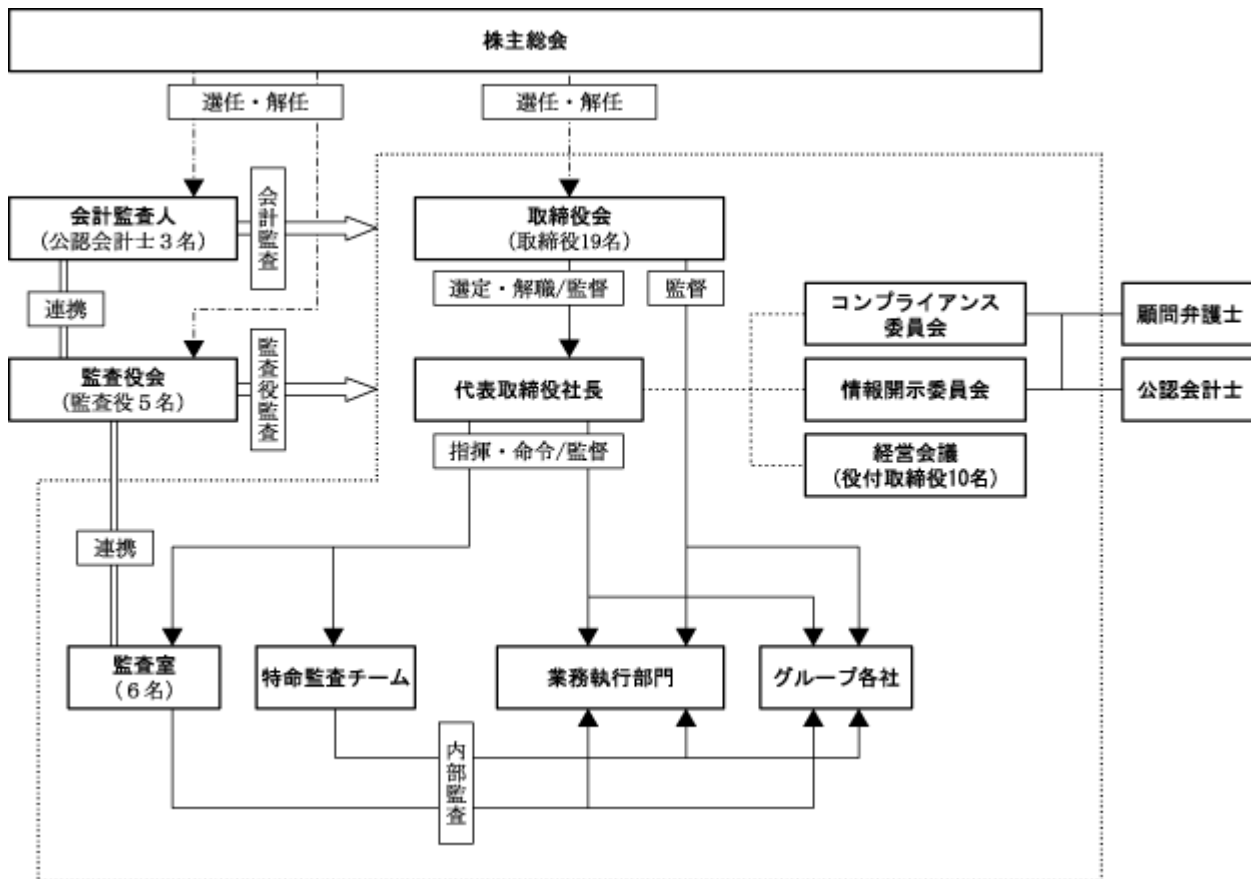 株主総会
選任・解任
選任・解任
会計監査人
(公認会計士3名)
会計監査
取締役会
(取締役19名)
連携
選定・解職/監督
監督
コンプライアンス
委員会
顧問弁護士
監査役会
(監査役5名)
監査役監査
代表取締役社長
情報開示委員会
公認会計士
指揮・命令/監督
経営会議
(役付取締役10名)
連携
監査室
(6名)
特命監査チーム
業務執行部門
グループ各社
内部監査